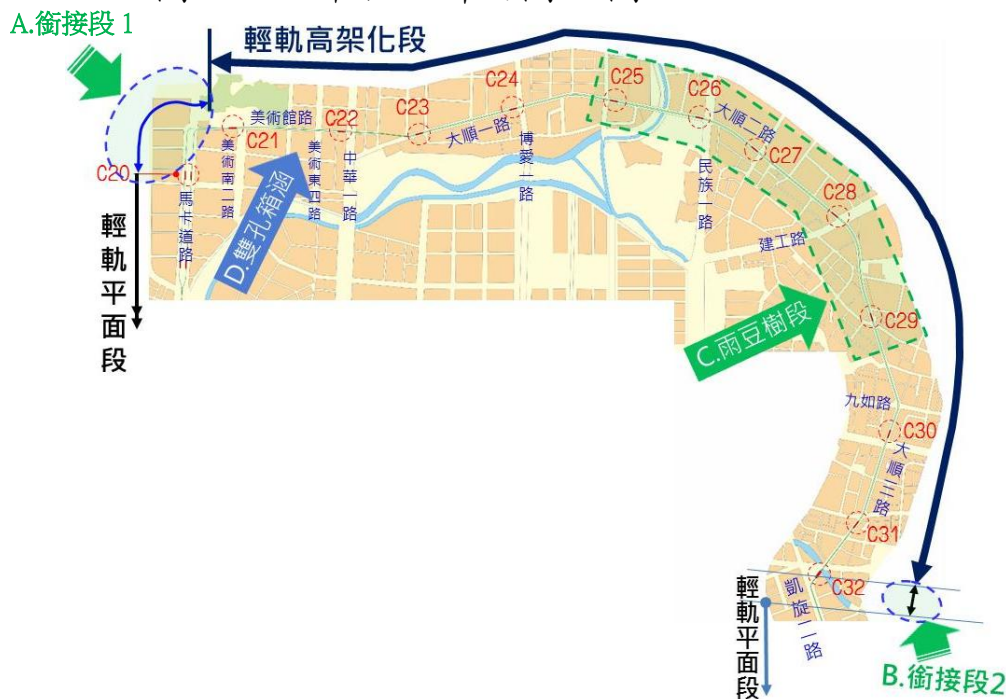 A.銜接段1
輕軌高架化段
C25
C24
C26
C23
C22
C21
美術館路
大順一路
大順二路
C27
C20
美術南二路
美術東四路
中華一路
博愛一路
民族一路
C28
馬卡道路
D.雙孔箱涵
建工路
輕軌平面段
C29
C.雨豆樹段
九如路
C30
大順三路
C31
C32
凱旋二路
輕軌平面段
B.銜接段2